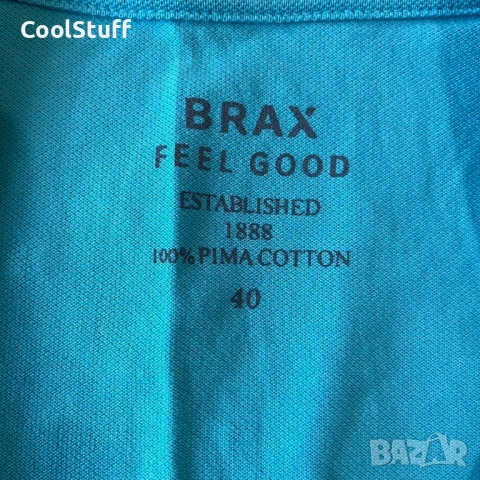 CoolStuff
BRAX
FEEL GOOD
ESTABLISHED
1888
100% PIMA COTTON
40
BAZAR